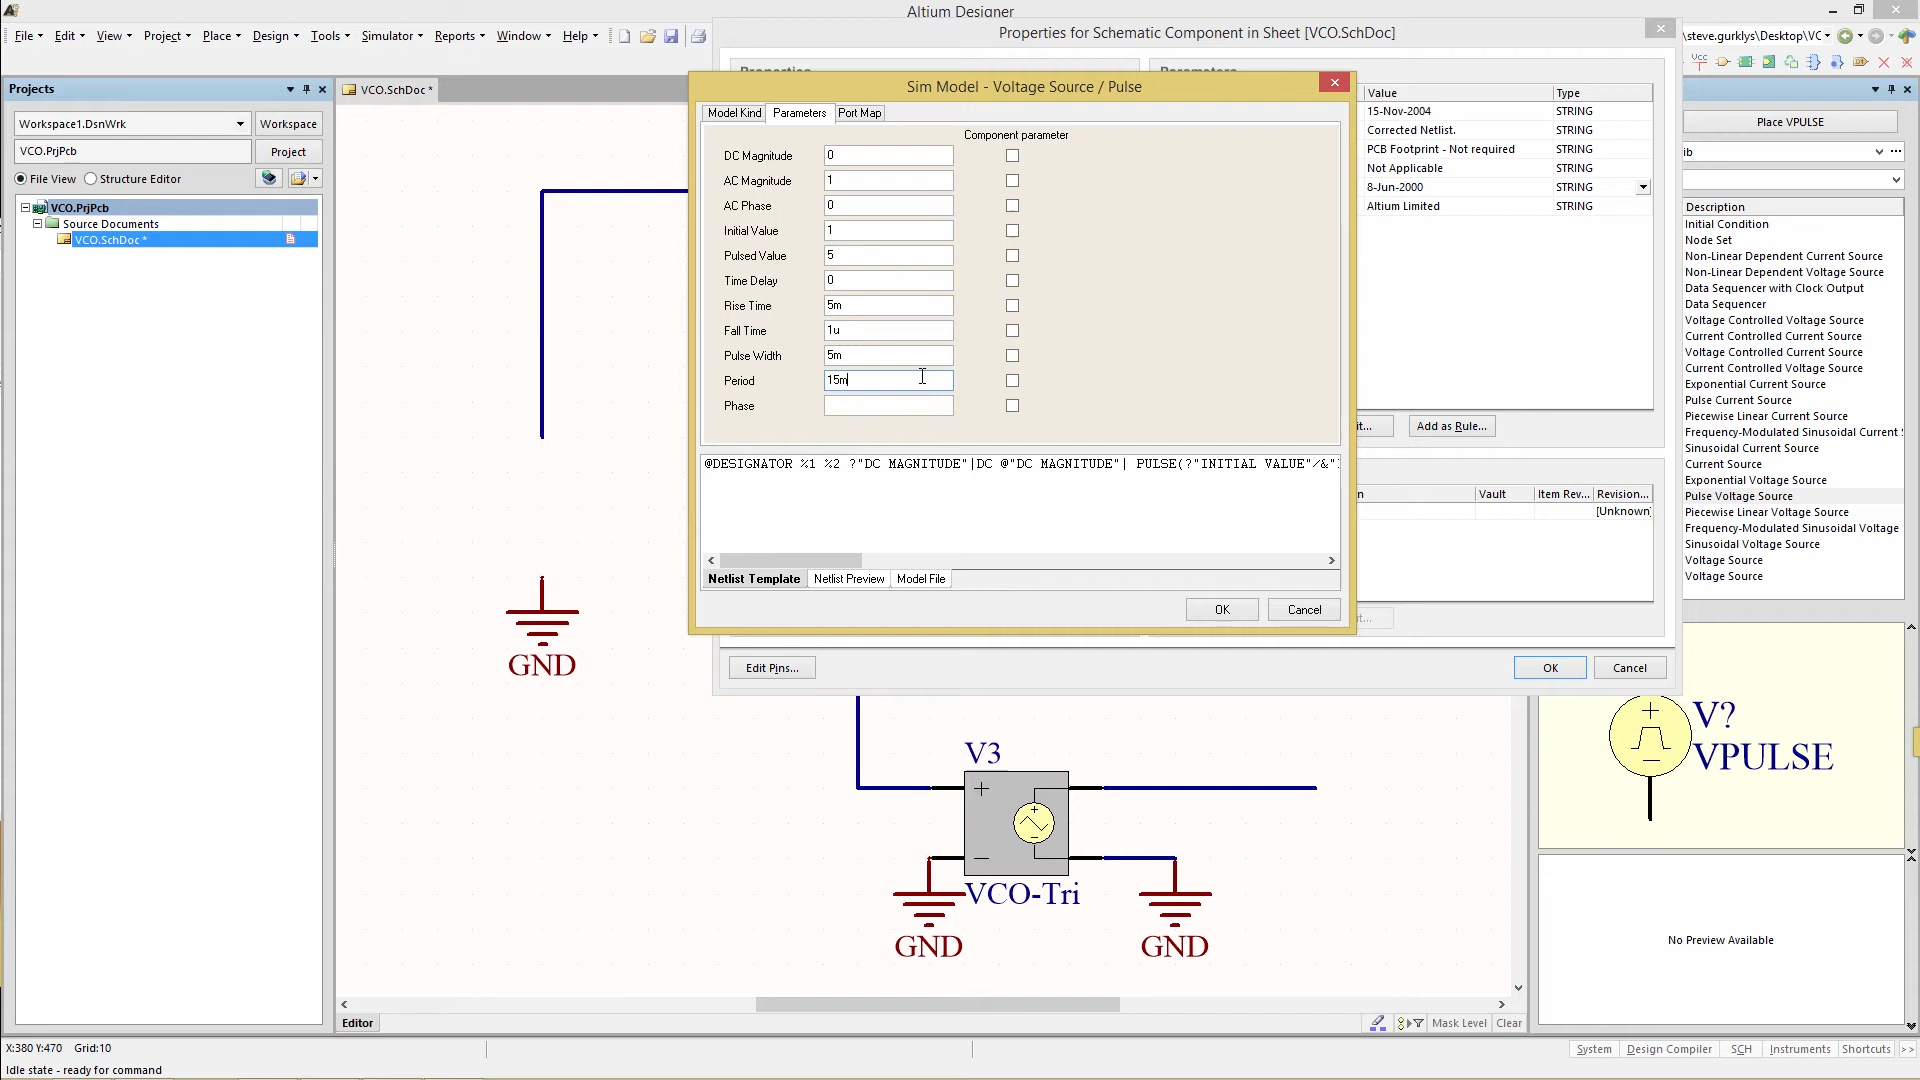 Altium Designer
File Edit View Project Place Design Tools Simulator Reports Window Help
Properties for Schematic Component in Sheet [VCO.SchDoc]
\steve.gurklys\Desktop\VC
Projects
VCO.SchDoc *
Sim Model - Voltage Source / Pulse
Workspace1.DsnWrk Workspace
VCO.PrjPcb Project
File View Structure Editor
VCO.PrjPcb
Source Documents
VCO.SchDoc *
Model Kind Parameters Port Map
Component parameter
DC Magnitude 0
AC Magnitude 1
AC Phase 0
Initial Value 1
Pulsed Value 5
Time Delay 0
Rise Time 5m
Fall Time 1u
Pulse Width 5m
Period 15m
Phase
@DESIGNATOR %1 %2 ?"DC MAGNITUDE"|DC @"DC MAGNITUDE"| PULSE(?"INITIAL VALUE"/&"
Netlist Template Netlist Preview Model File
OK Cancel
Value Type
15-Nov-2004 STRING
Corrected Netlist. STRING
PCB Footprint - Not required STRING
Not Applicable STRING
8-Jun-2000 STRING
Altium Limited STRING
it... Add as Rule...
n Vault Item Rev... Revision...
[Unknown]
Edit Pins... OK Cancel
Place VPULSE
ib
Description
Initial Condition
Node Set
Non-Linear Dependent Current Source
Non-Linear Dependent Voltage Source
Data Sequencer with Clock Output
Data Sequencer
Voltage Controlled Voltage Source
Current Controlled Current Source
Voltage Controlled Current Source
Current Controlled Voltage Source
Exponential Current Source
Pulse Current Source
Piecewise Linear Current Source
Frequency-Modulated Sinusoidal Current
Sinusoidal Current Source
Current Source
Exponential Voltage Source
Pulse Voltage Source
Piecewise Linear Voltage Source
Frequency-Modulated Sinusoidal Voltage
Sinusoidal Voltage Source
Voltage Source
Voltage Source
V?
VPULSE
No Preview Available
GND
V3
VCO-Tri
GND
GND
Editor
Mask Level Clear
X:380 Y:470 Grid:10
System Design Compiler SCH Instruments Shortcuts >>
Idle state - ready for command